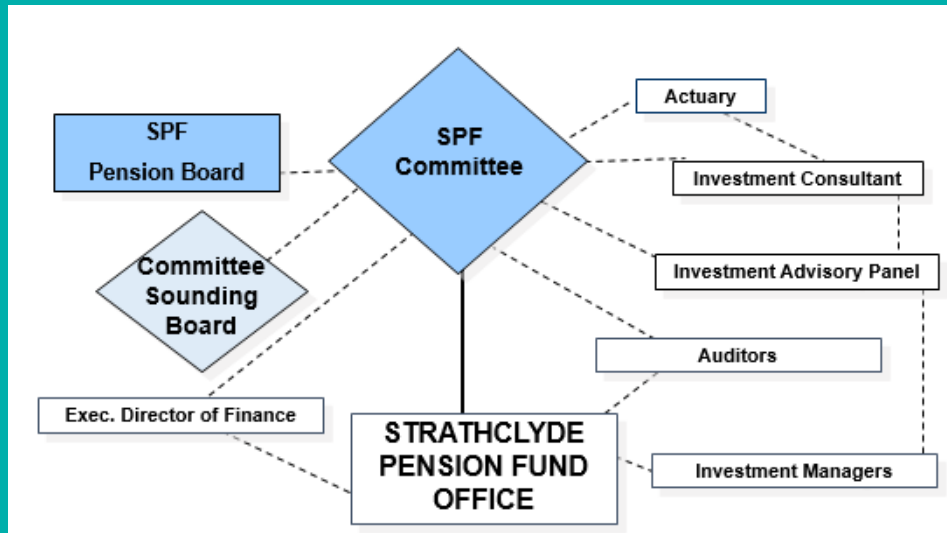 SPF
Pension Board
SPF
Committee
Actuary
Investment Consultant
Committee
Sounding
Board
Investment Advisory Panel
Auditors
Exec. Director of Finance
STRATHCLYDE
PENSION FUND
OFFICE
Investment Managers